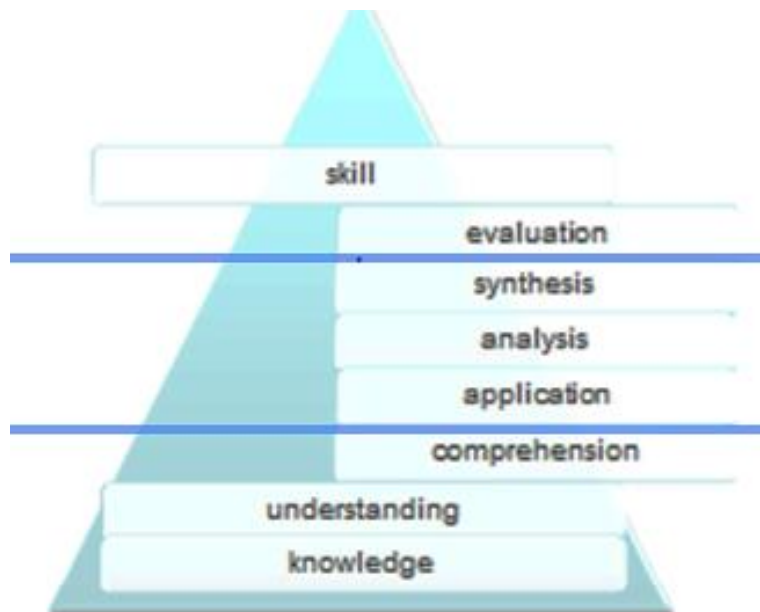 skill
evaluation
synthesis
analysis
application
comprehension
understanding
knowledge